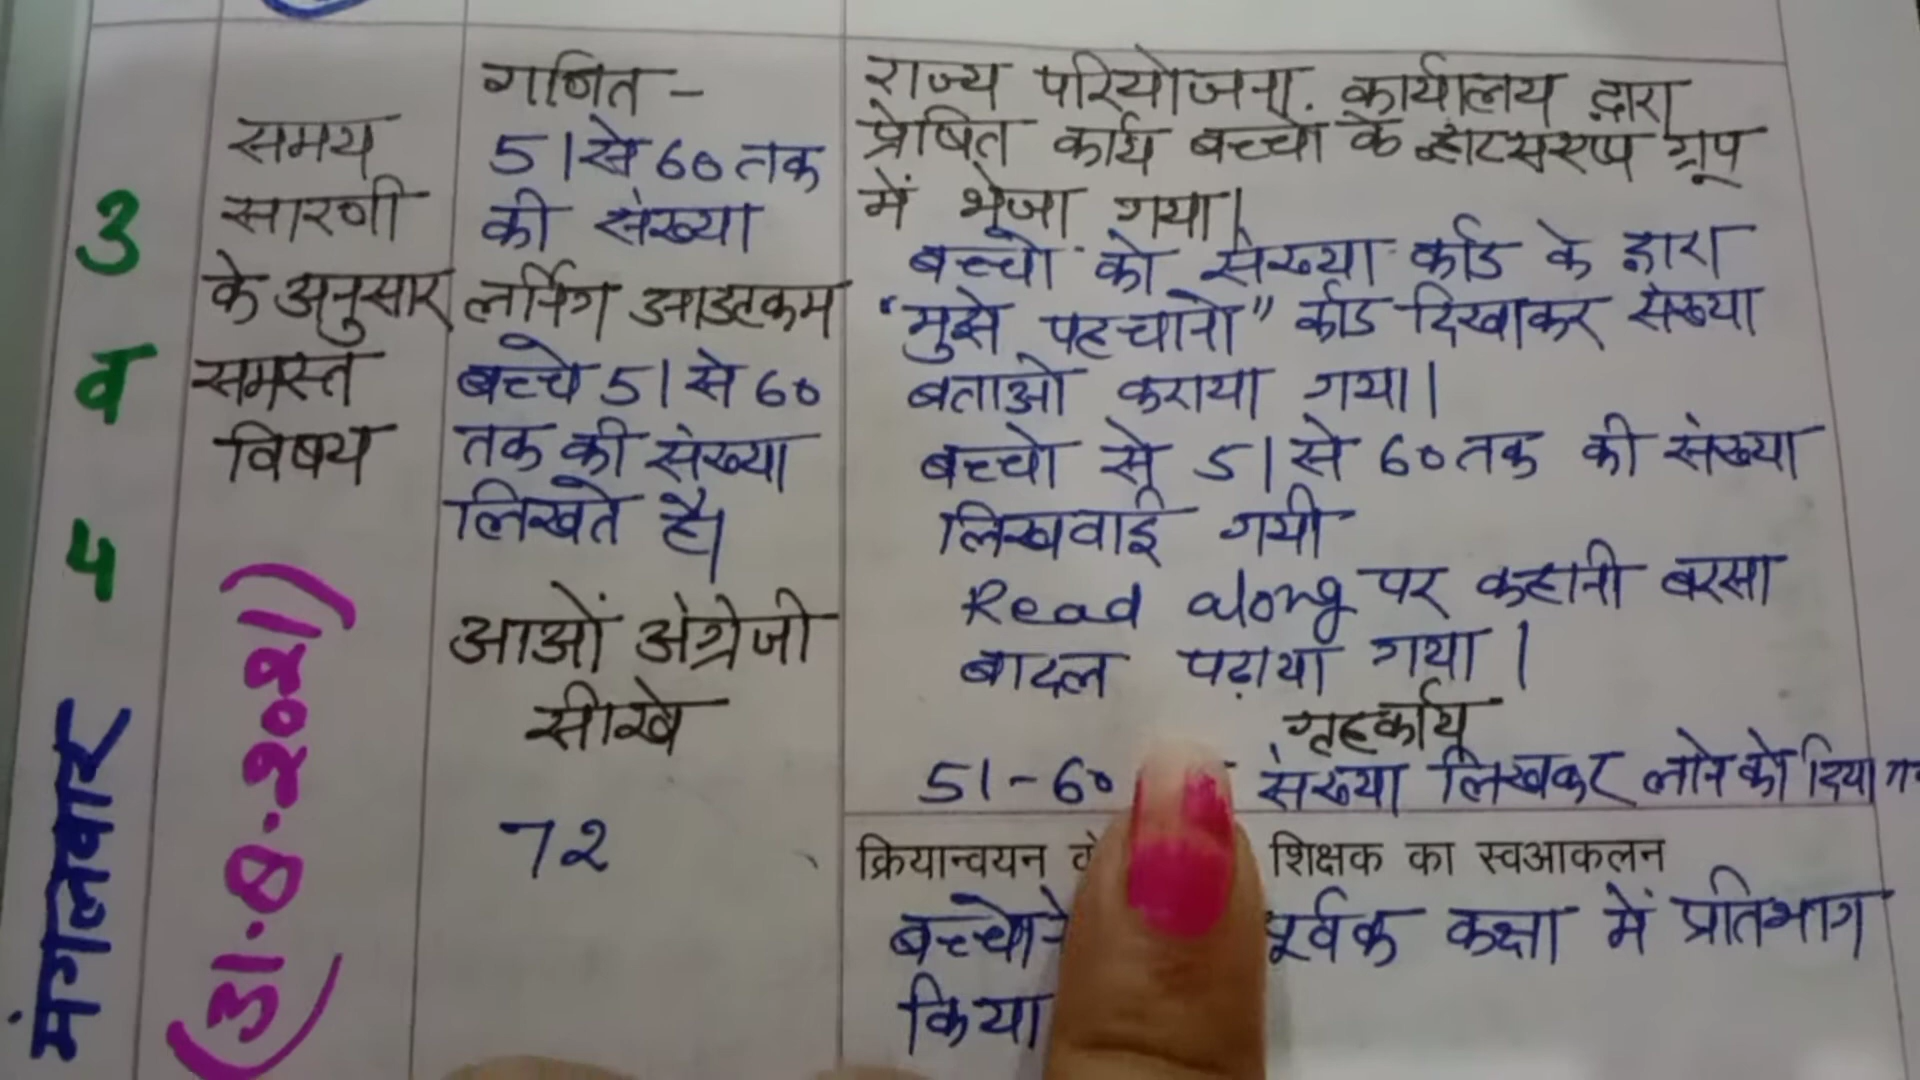 मंगलवार
(31.8.2021)
3
व
4
समय
सारणी
के अनुसार
समस्त
विषय
गणित -
51 से 60 तक
की संख्या
लर्निंग आउटकम
बच्चे 51 से 60
तक की संख्या
लिखते है।
आओं अंग्रेजी
सीखे
72
राज्य परियोजना. कार्यालय द्वारा
प्रेषित कार्य बच्चों के व्हाटसएप्प ग्रूप
में भेजा गया।
बच्चो को संख्या कार्ड के द्वारा
"मुझे पहचानो" कार्ड दिखाकर संख्या
बताओ कराया गया।
बच्चो से 51 से 60 तक की संख्या
लिखवाई गयी
Read along पर कहानी बरसा
बादल पढ़ाया गया।
गृहकार्य
51-60 संख्या लिखकर लाने को दिया
क्रियान्वयन शिक्षक का स्वआकलन
पूर्वक कक्षा में प्रतिभाग
किया